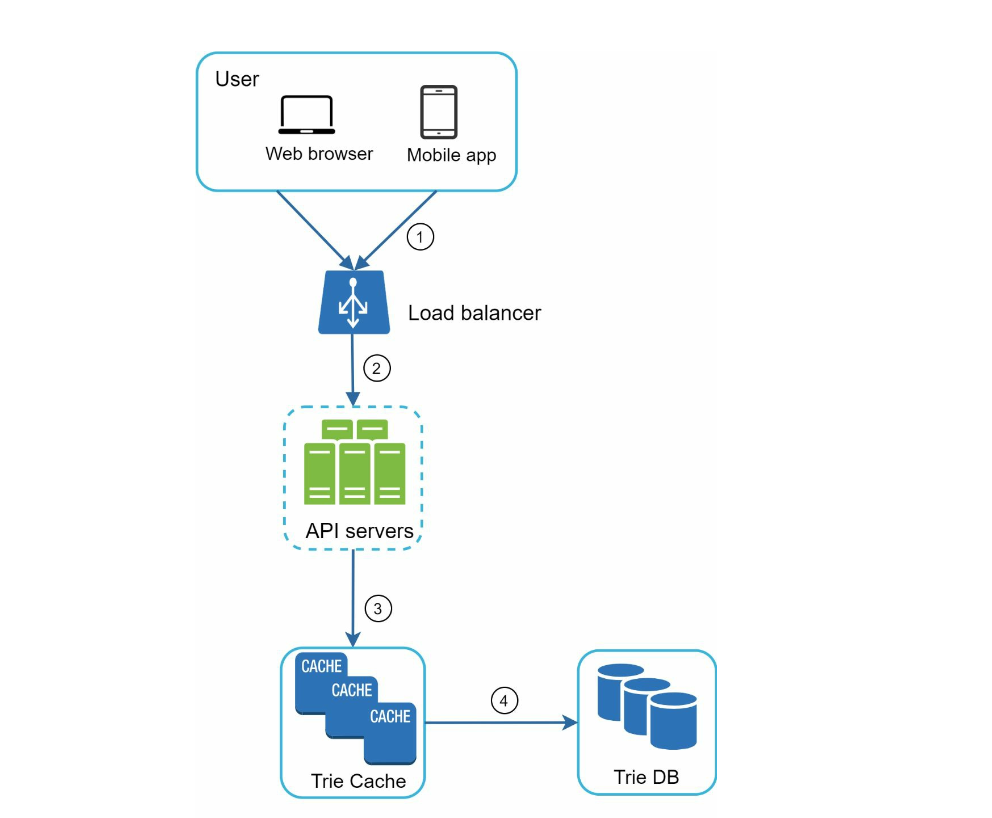 User
Web browser
Mobile app
1
Load balancer
2
API servers
3
CACHE
CACHE
CACHE
4
Trie Cache
Trie DB